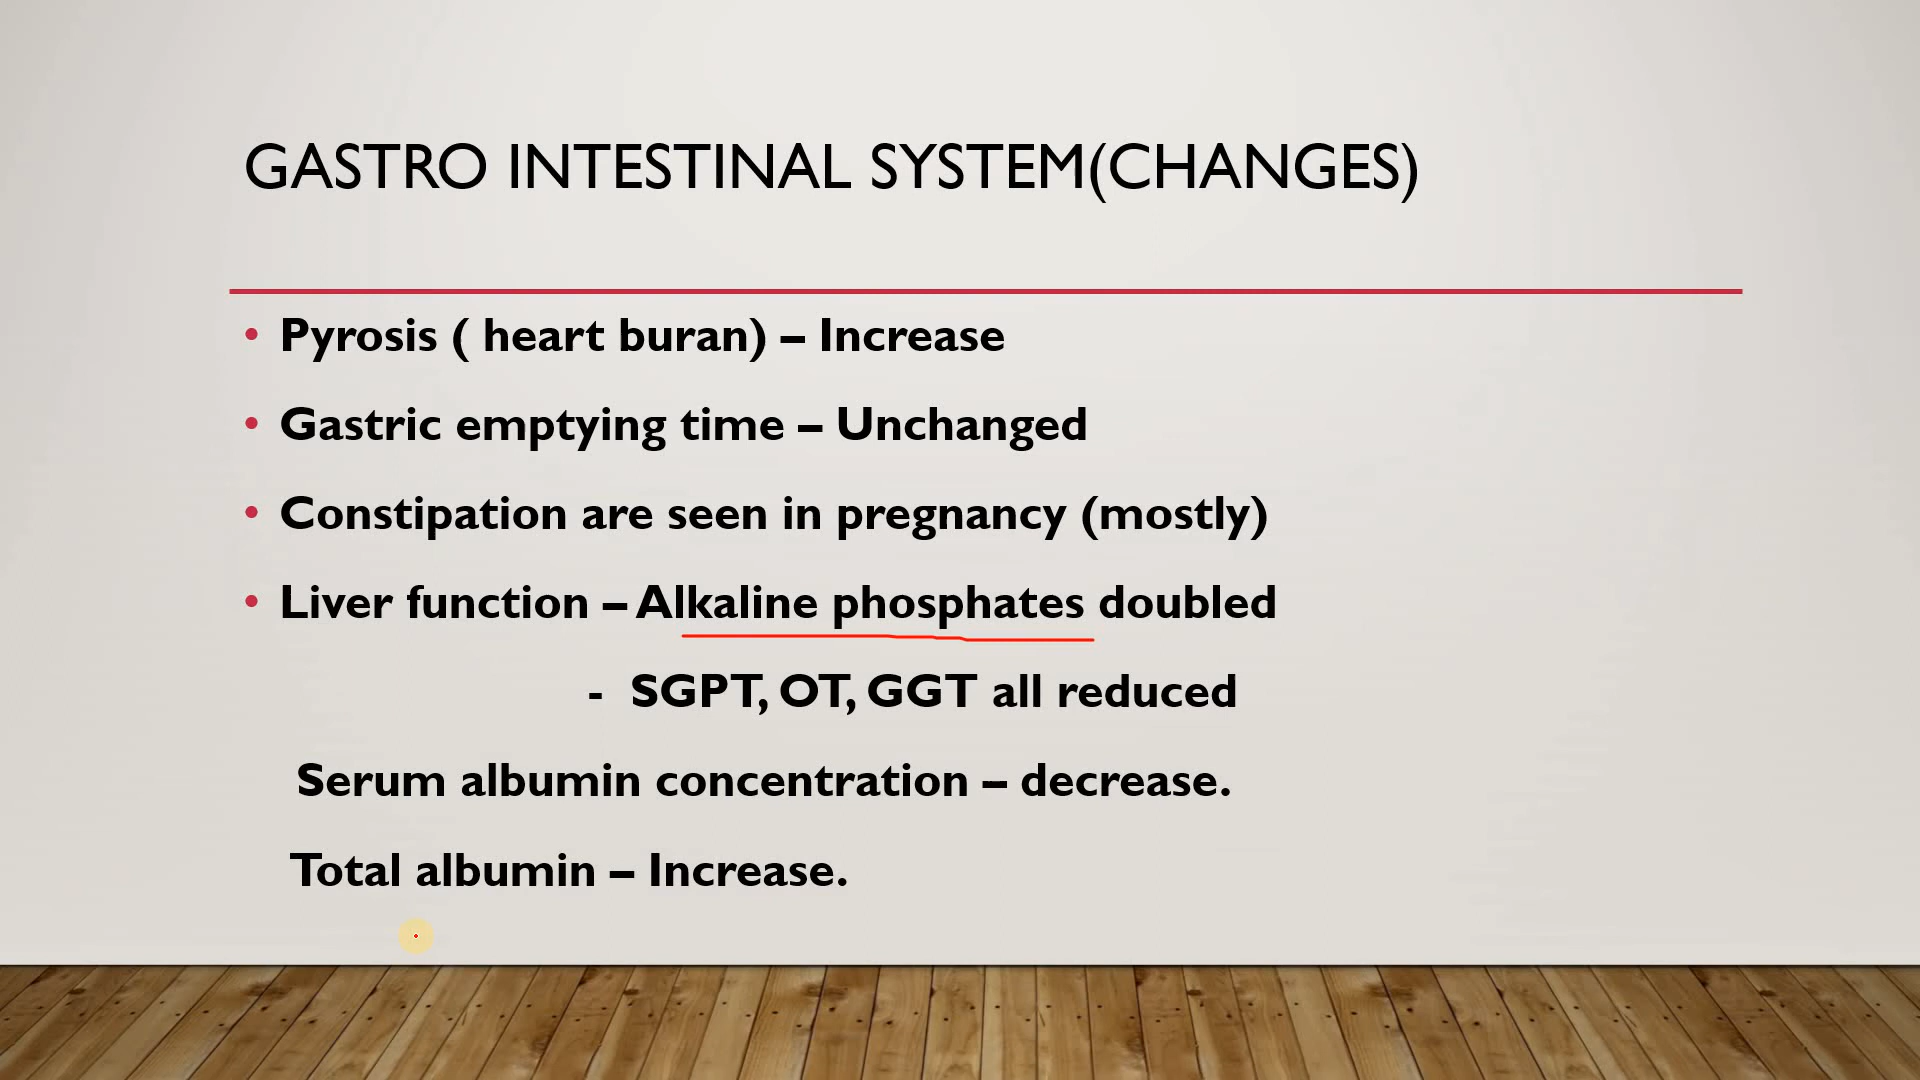 GASTRO INTESTINAL SYSTEM(CHANGES)
• Pyrosis ( heart buran) – Increase
• Gastric emptying time – Unchanged
• Constipation are seen in pregnancy (mostly)
• Liver function – Alkaline phosphates doubled
- SGPT, OT, GGT all reduced
Serum albumin concentration – decrease.
Total albumin – Increase.